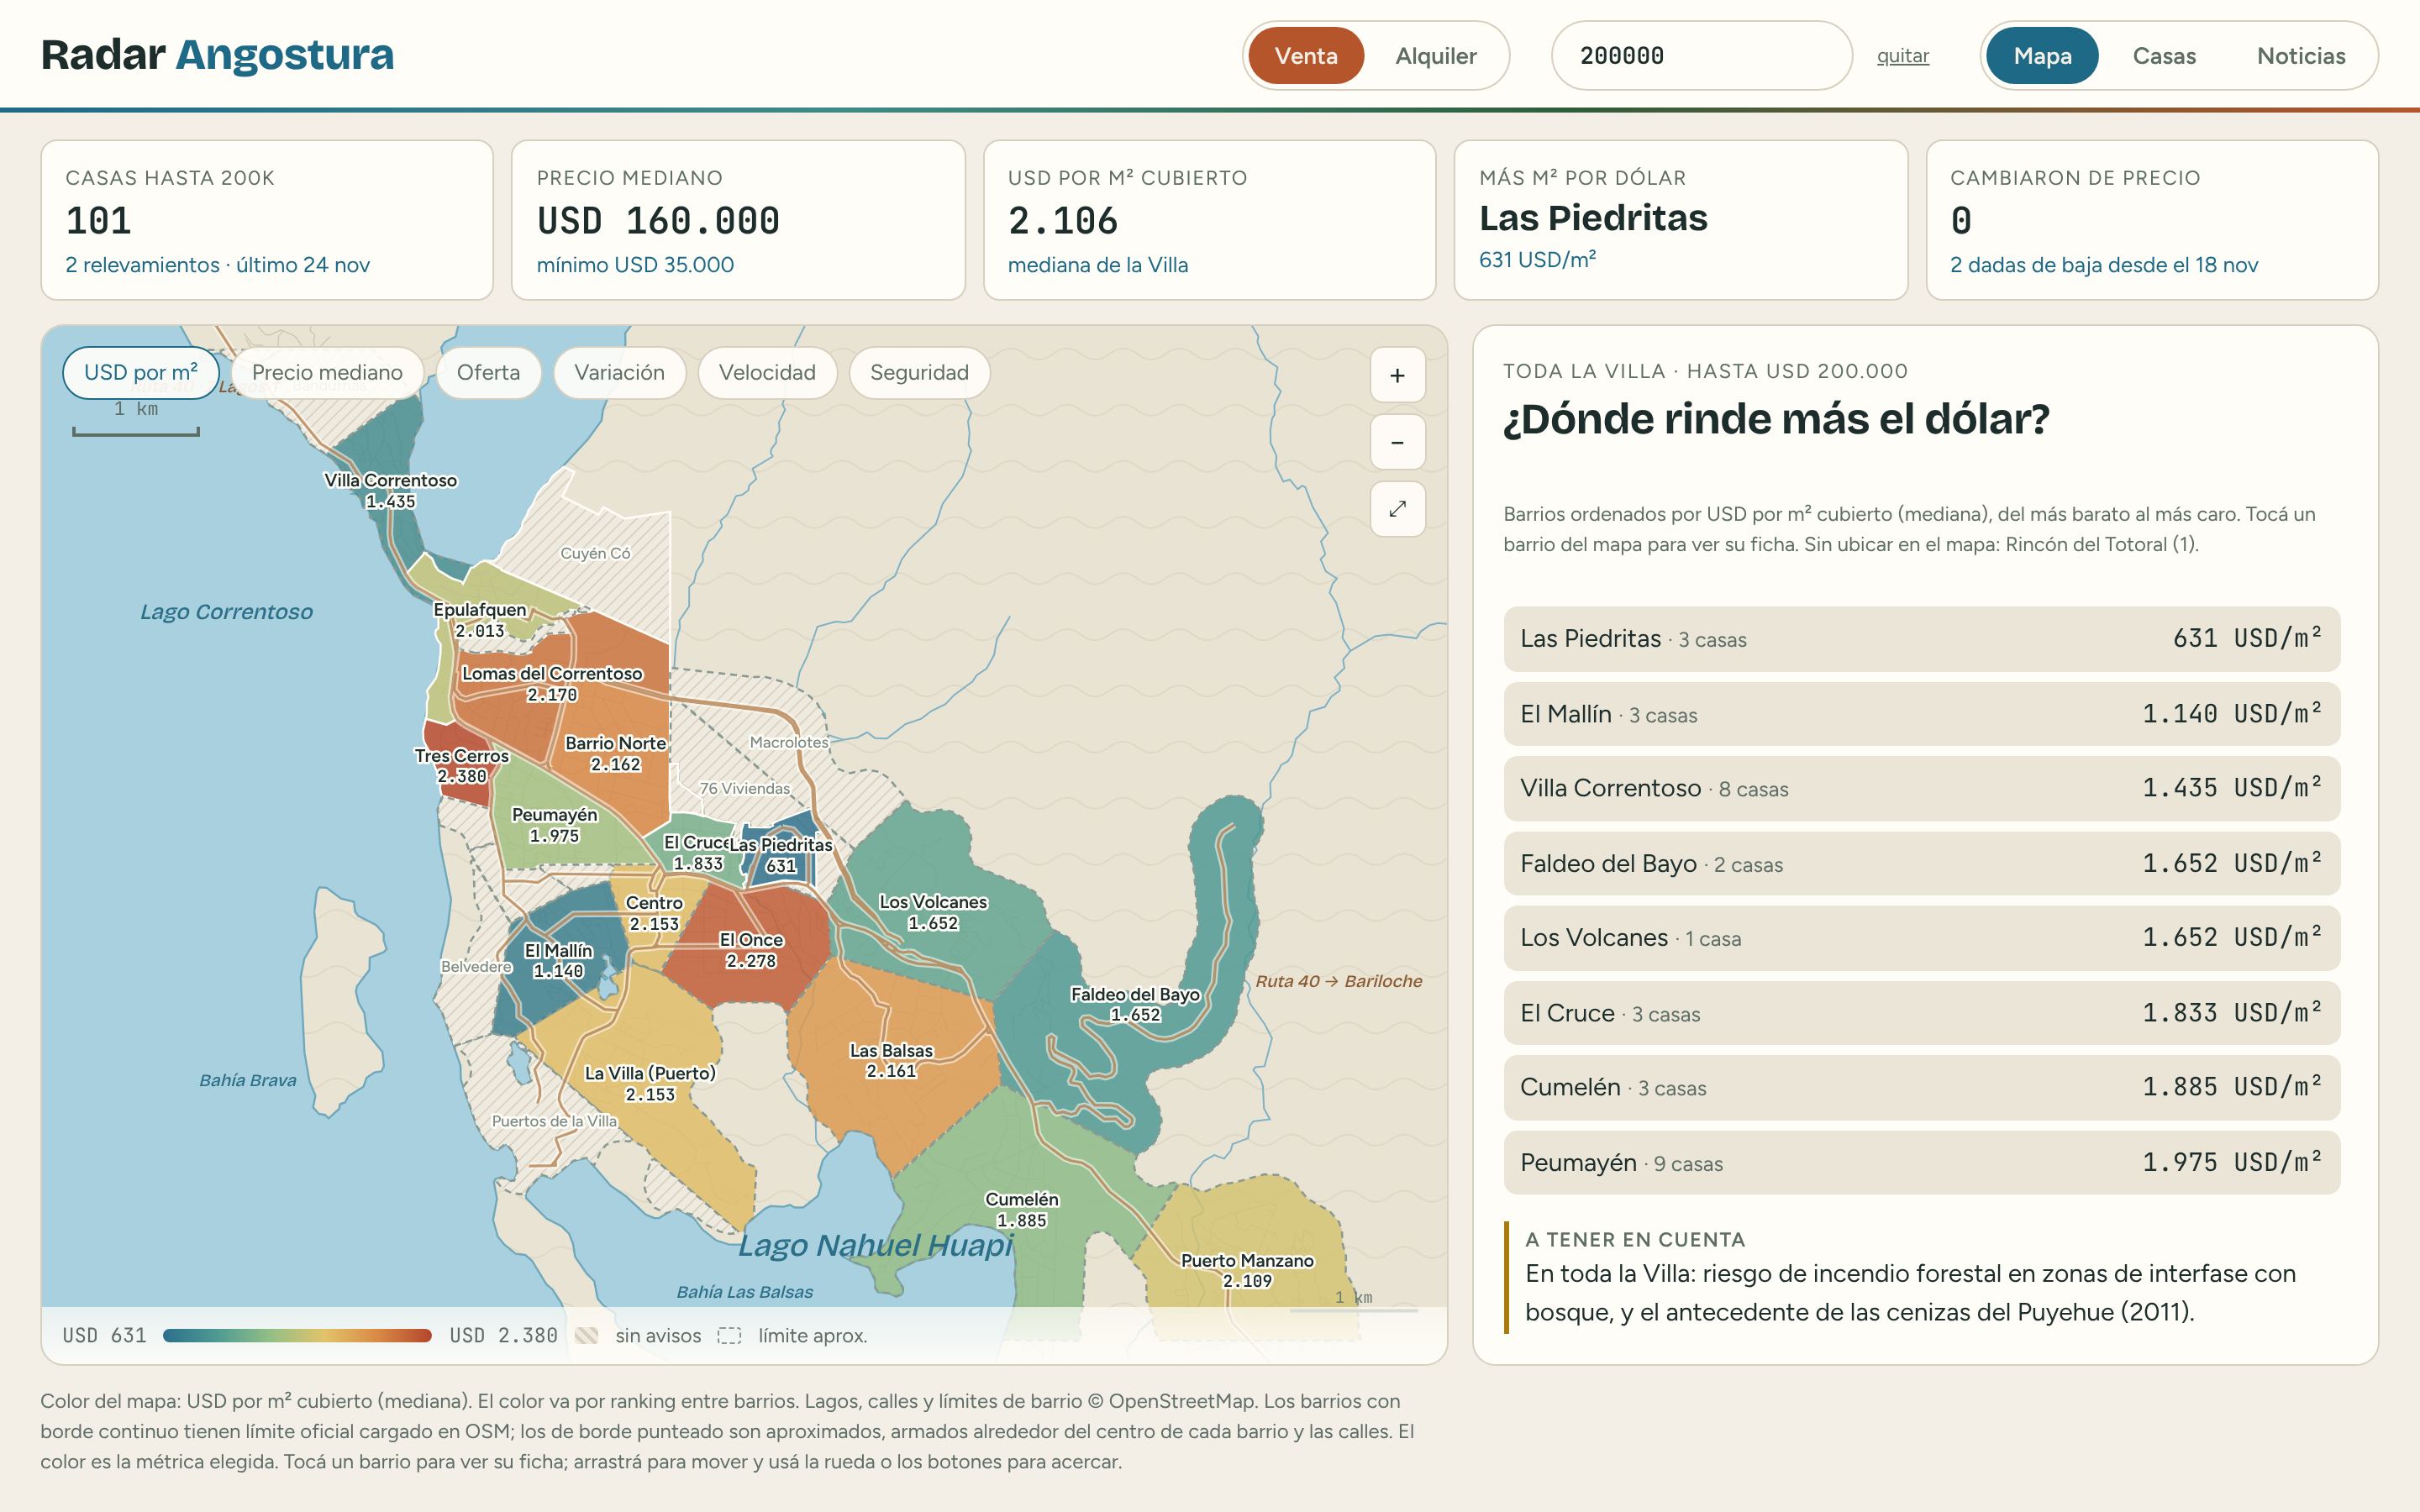 Radar Angostura
Venta
Alquiler
200000
quitar
Mapa
Casas
Noticias
CASAS HASTA 200K
101
2 relevamientos · último 24 nov
PRECIO MEDIANO
USD 160.000
mínimo USD 35.000
USD POR M² CUBIERTO
2.106
mediana de la Villa
MÁS M² POR DÓLAR
Las Piedritas
631 USD/m²
CAMBIARON DE PRECIO
0
2 dadas de baja desde el 18 nov
USD por m²
Precio mediano
Oferta
Variación
Velocidad
Seguridad
+
−
⤢
1 km
Villa Correntoso
1.435
Cuyén Có
Lago Correntoso
Epulafquen
2.013
Lomas del Correntoso
2.170
Barrio Norte
2.162
Macrolotes
Tres Cerros
2.380
76 Viviendas
Peumayén
1.975
El Cruce
1.833
Las Piedritas
631
Centro
2.153
Los Volcanes
1.652
El Once
2.278
El Mallín
1.140
Belvedere
Ruta 40 → Bariloche
Faldeo del Bayo
1.652
Las Balsas
2.161
La Villa (Puerto)
2.153
Bahía Brava
Puertos de la Villa
Cumelén
1.885
Lago Nahuel Huapi
Puerto Manzano
2.109
Bahía Las Balsas
1 km
USD 631
USD 2.380
sin avisos
límite aprox.
TODA LA VILLA · HASTA USD 200.000
¿Dónde rinde más el dólar?
Barrios ordenados por USD por m² cubierto (mediana), del más barato al más caro. Tocá un
barrio del mapa para ver su ficha. Sin ubicar en el mapa: Rincón del Totoral (1).
Las Piedritas · 3 casas 631 USD/m²
El Mallín · 3 casas 1.140 USD/m²
Villa Correntoso · 8 casas 1.435 USD/m²
Faldeo del Bayo · 2 casas 1.652 USD/m²
Los Volcanes · 1 casa 1.652 USD/m²
El Cruce · 3 casas 1.833 USD/m²
Cumelén · 3 casas 1.885 USD/m²
Peumayén · 9 casas 1.975 USD/m²
A TENER EN CUENTA
En toda la Villa: riesgo de incendio forestal en zonas de interfase con
bosque, y el antecedente de las cenizas del Puyehue (2011).
Color del mapa: USD por m² cubierto (mediana). El color va por ranking entre barrios. Lagos, calles y límites de barrio © OpenStreetMap. Los barrios con
borde continuo tienen límite oficial cargado en OSM; los de borde punteado son aproximados, armados alrededor del centro de cada barrio y las calles. El
color es la métrica elegida. Tocá un barrio para ver su ficha; arrastrá para mover y usá la rueda o los botones para acercar.